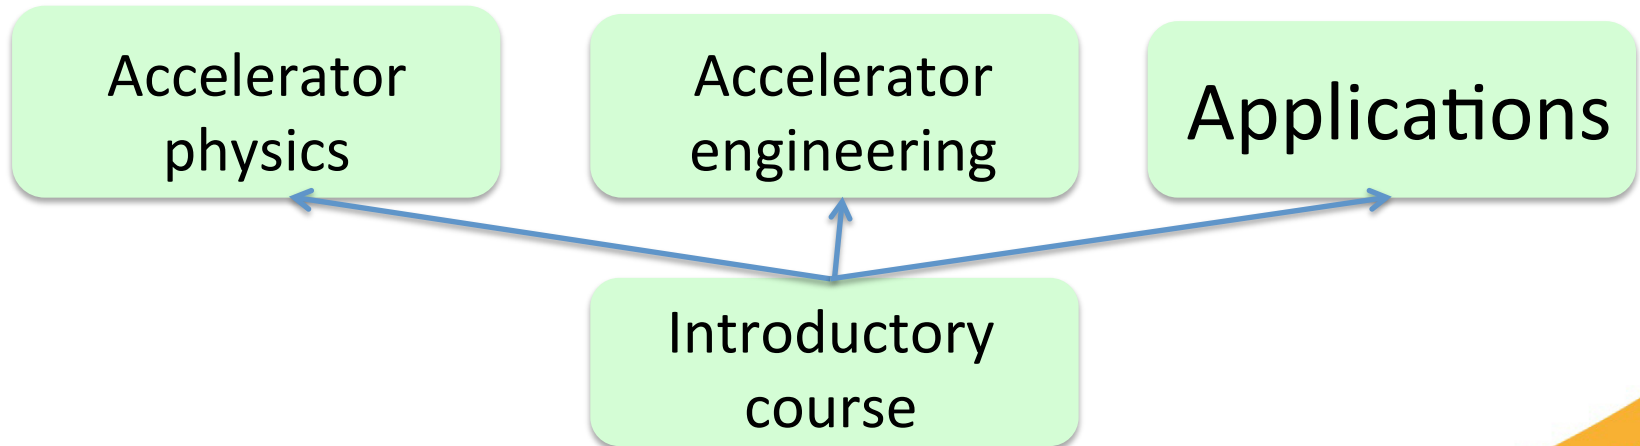 Accelerator
physics
Accelerator
engineering
Applications
Introductory
course